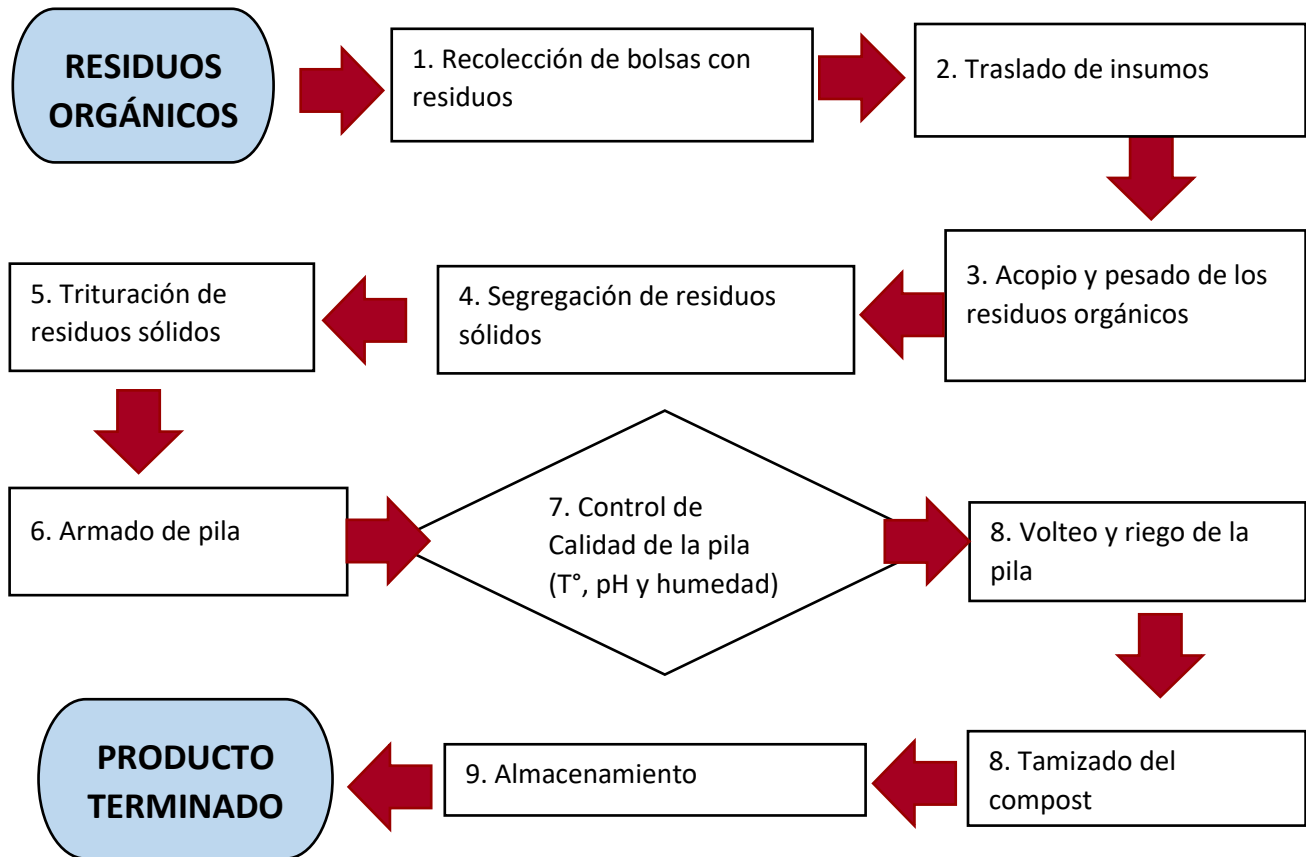 RESIDUOS
ORGÁNICOS
1. Recolección de bolsas con
residuos
2. Traslado de insumos
3. Acopio y pesado de los
residuos orgánicos
4. Segregación de residuos
sólidos
5. Trituración de
residuos sólidos
6. Armado de pila
7. Control de
Calidad de la pila
(T°, pH y humedad)
8. Volteo y riego de la
pila
8. Tamizado del
compost
9. Almacenamiento
PRODUCTO
TERMINADO